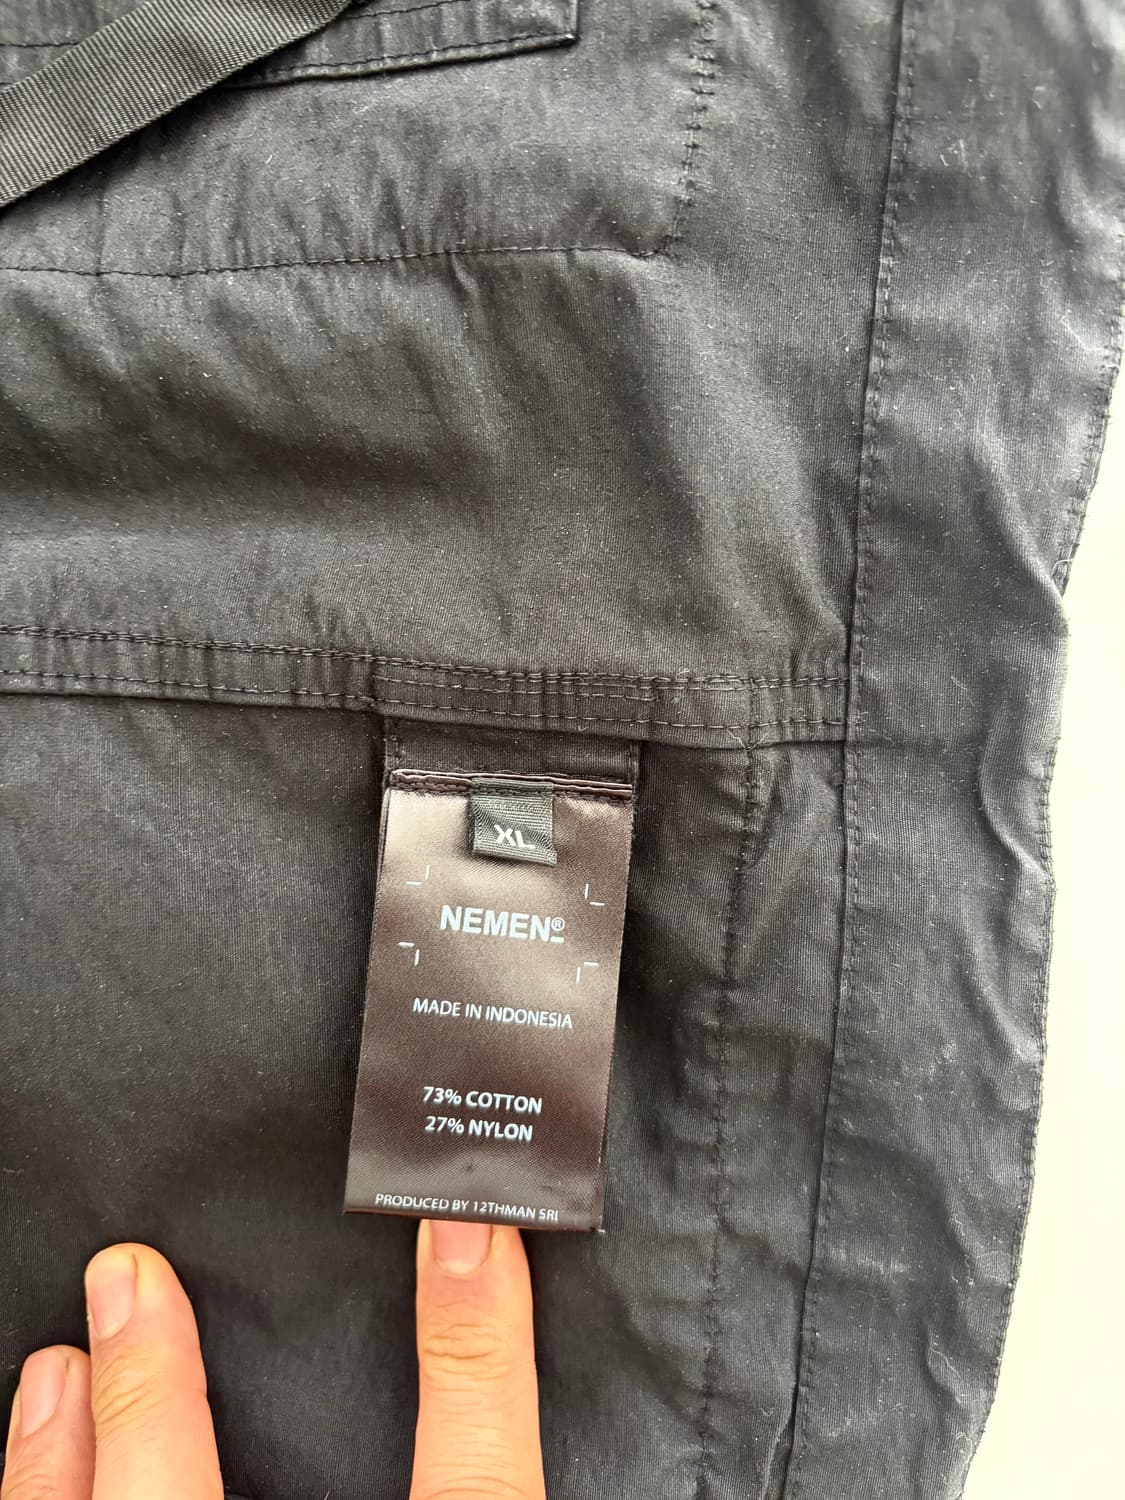 XL
NEMEN®
MADE IN INDONESIA
73% COTTON
27% NYLON
PRODUCED BY 12THMAN SRL